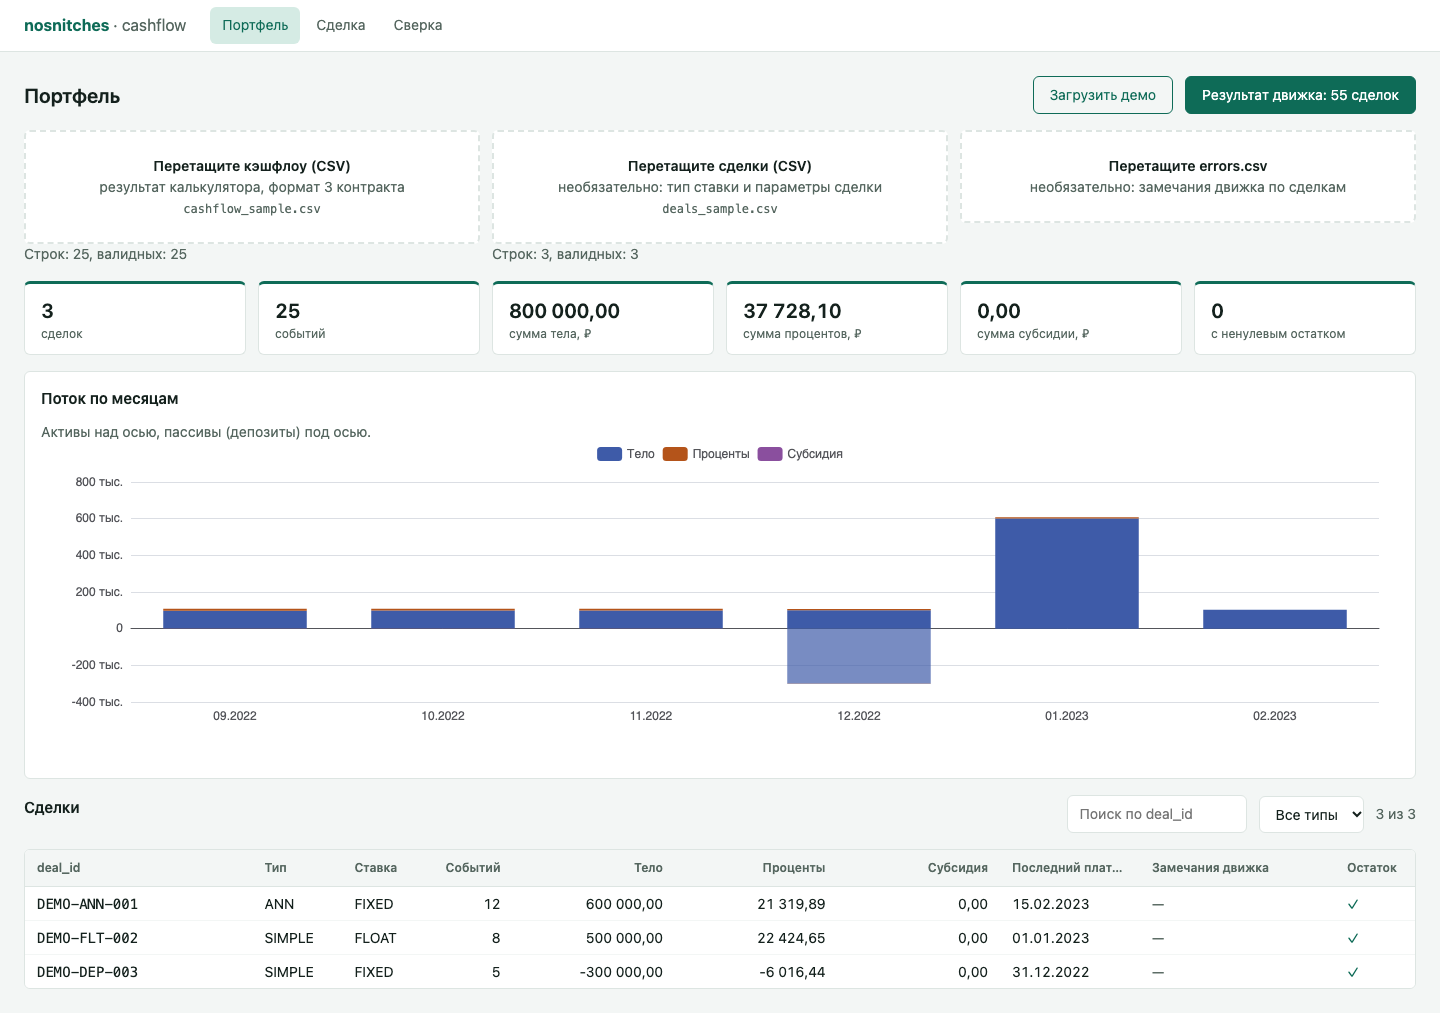 nosnitches · cashflow Портфель Сделка Сверка
Портфель
Загрузить демо
Результат движка: 55 сделок
Перетащите кэшфлоу (CSV)
результат калькулятора, формат 3 контракта
cashflow_sample.csv
Перетащите сделки (CSV)
необязательно: тип ставки и параметры сделки
deals_sample.csv
Перетащите errors.csv
необязательно: замечания движка по сделкам
Строк: 25, валидных: 25
Строк: 3, валидных: 3
3
сделок
25
событий
800 000,00
сумма тела, ₽
37 728,10
сумма процентов, ₽
0,00
сумма субсидии, ₽
0
с ненулевым остатком
Поток по месяцам
Активы над осью, пассивы (депозиты) под осью.
Тело Проценты Субсидия
800 тыс.
600 тыс.
400 тыс.
200 тыс.
0
-200 тыс.
-400 тыс.
09.2022 10.2022 11.2022 12.2022 01.2023 02.2023
Сделки
Поиск по deal_id
Все типы
3 из 3
deal_id Тип Ставка Событий Тело Проценты Субсидия Последний плат... Замечания движка Остаток
DEMO-ANN-001 ANN FIXED 12 600 000,00 21 319,89 0,00 15.02.2023 — ✓
DEMO-FLT-002 SIMPLE FLOAT 8 500 000,00 22 424,65 0,00 01.01.2023 — ✓
DEMO-DEP-003 SIMPLE FIXED 5 -300 000,00 -6 016,44 0,00 31.12.2022 — ✓